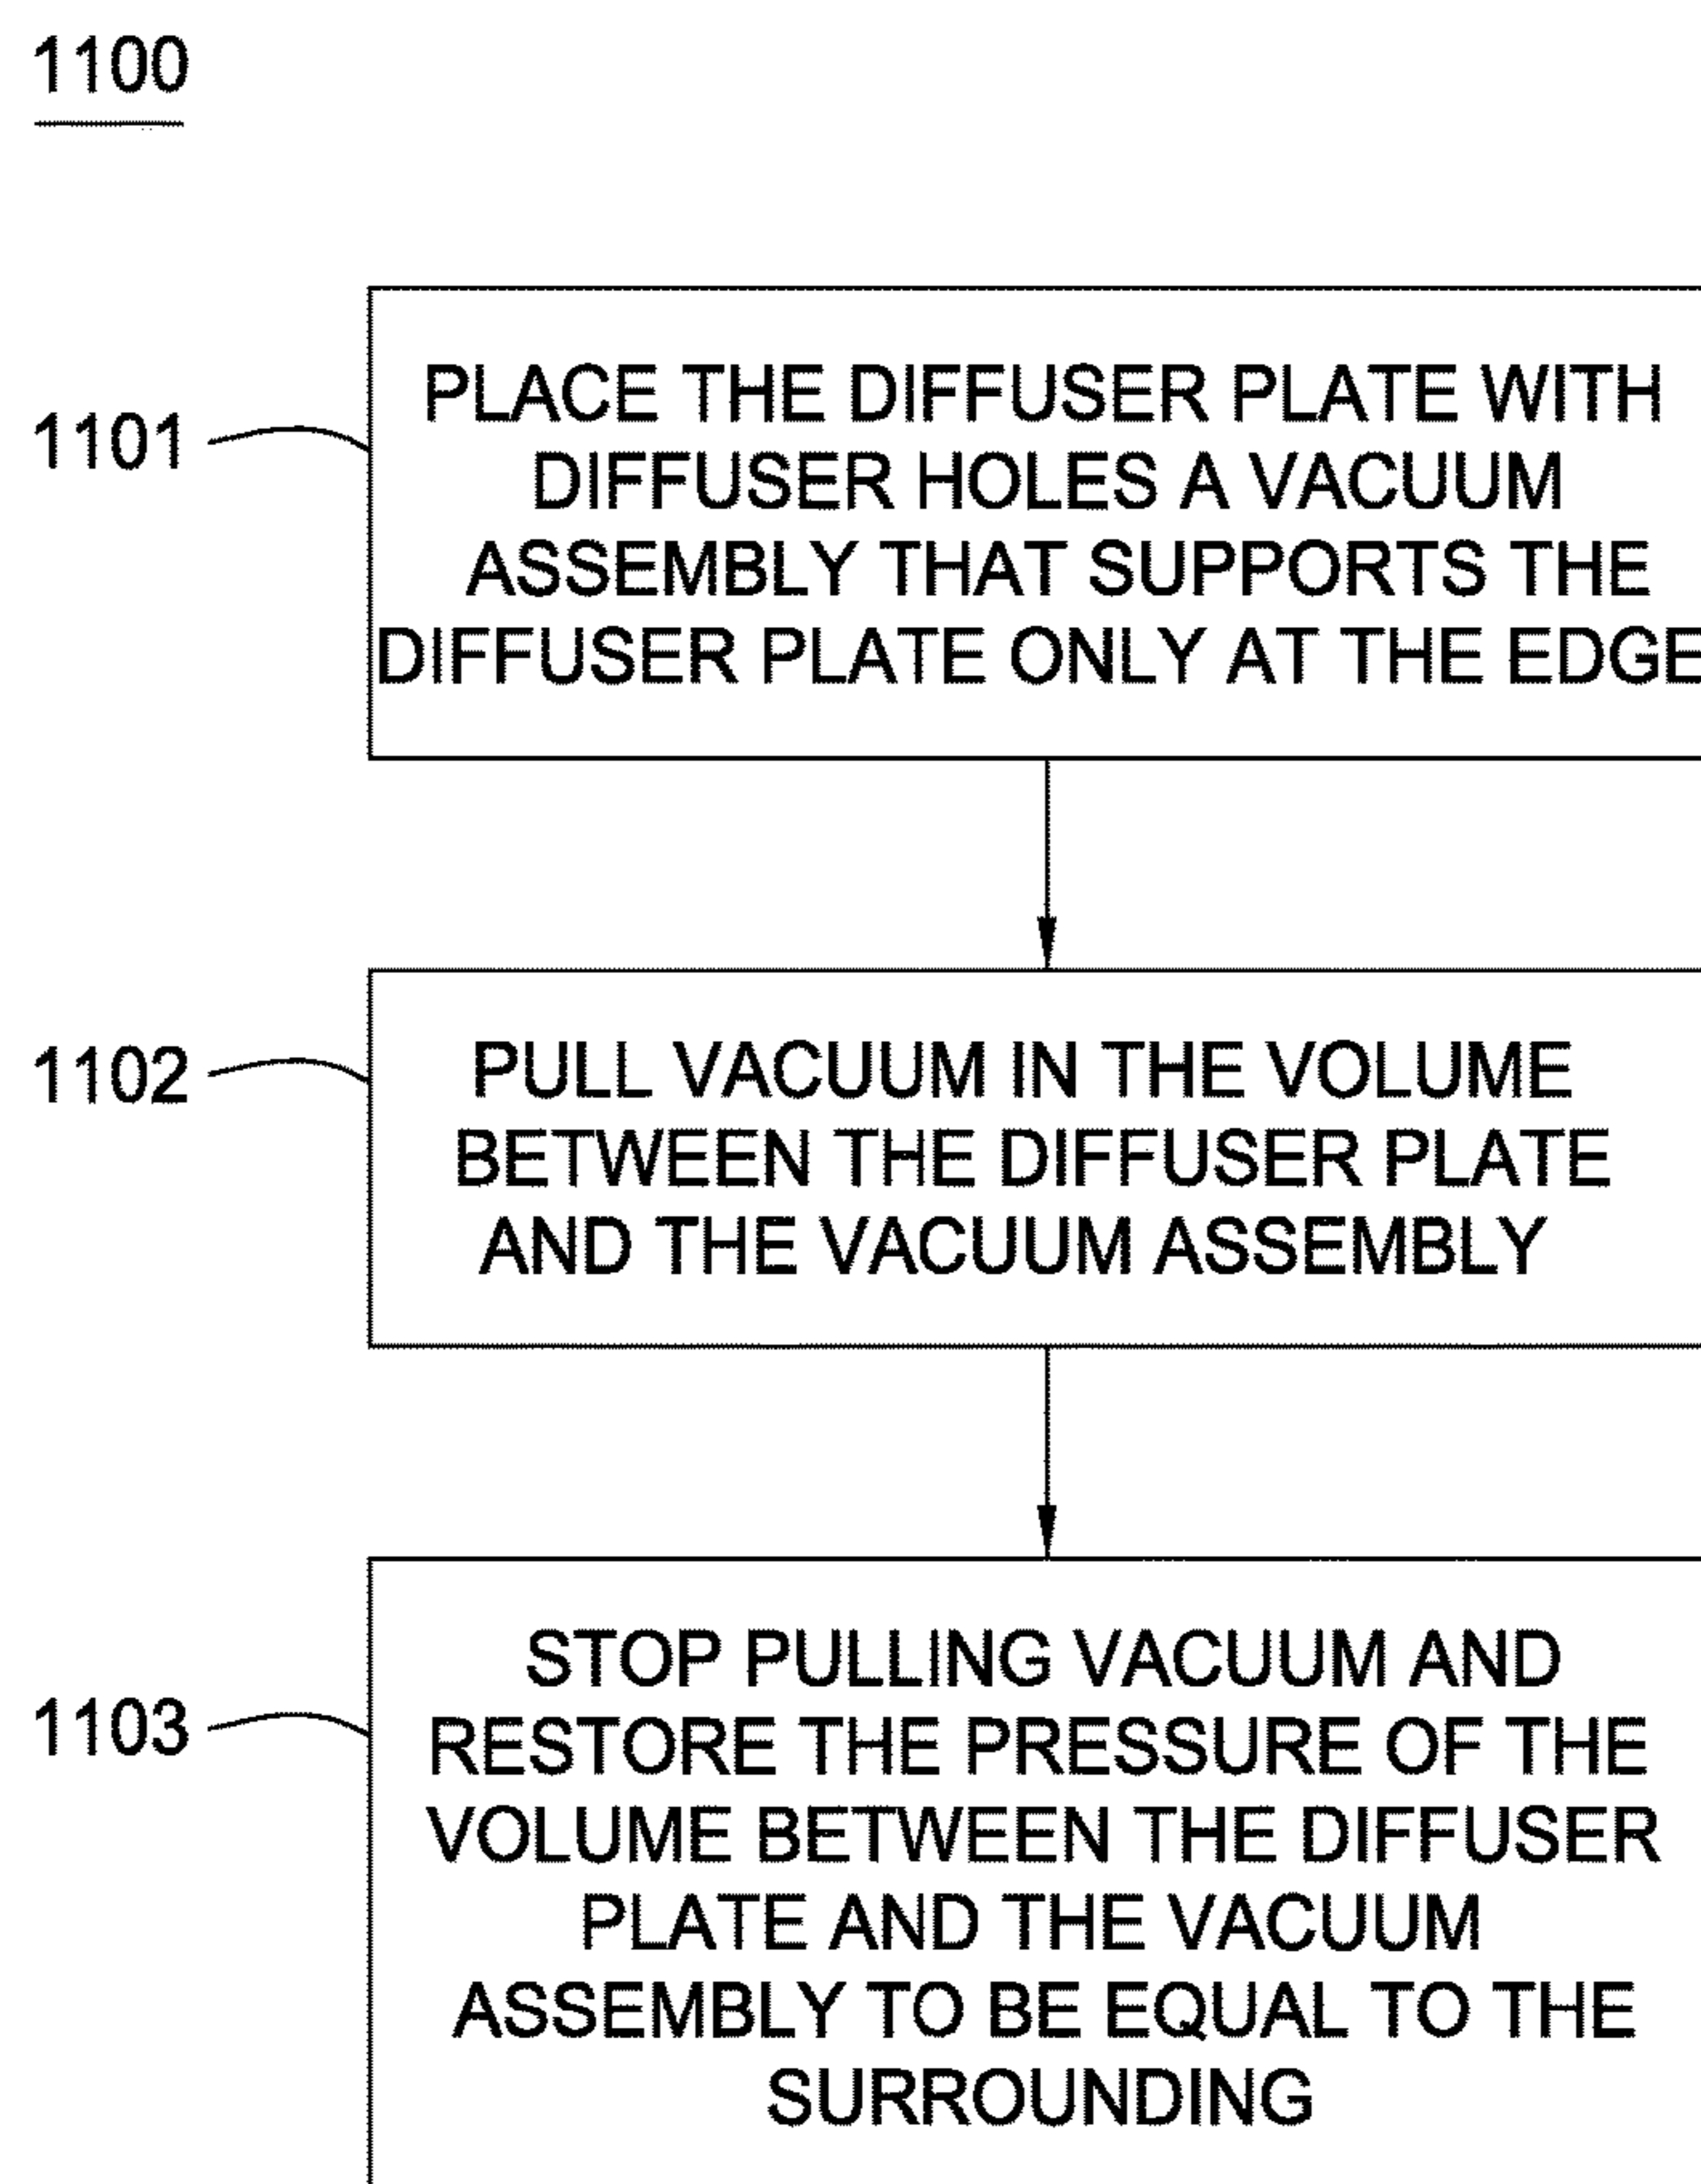 1100
1101
PLACE THE DIFFUSER PLATE WITH
DIFFUSER HOLES A VACUUM
ASSEMBLY THAT SUPPORTS THE
DIFFUSER PLATE ONLY AT THE EDGE
1102
PULL VACUUM IN THE VOLUME
BETWEEN THE DIFFUSER PLATE
AND THE VACUUM ASSEMBLY
1103
STOP PULLING VACUUM AND
RESTORE THE PRESSURE OF THE
VOLUME BETWEEN THE DIFFUSER
PLATE AND THE VACUUM
ASSEMBLY TO BE EQUAL TO THE
SURROUNDING